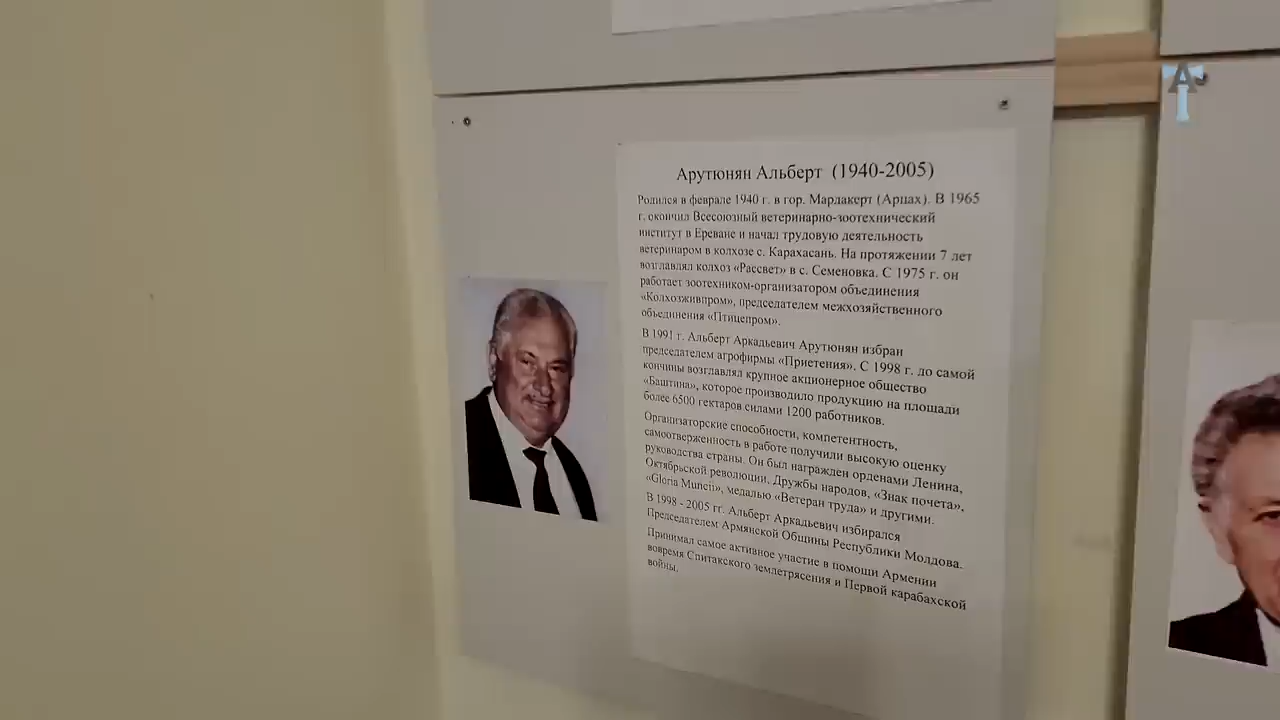 Арутюнян Альберт (1940-2005)
Родился в феврале 1940 г. в гор. Мардакерт (Арцах). В 1965
г. окончил Всесоюзный ветеринарно-зоотехнический
институт в Ереване и начал трудовую деятельность
ветеринаром в колхозе с. Карахасань. На протяжении 7 лет
возглавлял колхоз «Рассвет» в с. Семеновка. С 1975 г. он
работает зоотехником-организатором объединения
«Колхозживпром», председателем межхозяйственного
объединения «Птицепром».
В 1991 г. Альберт Аркадьевич Арутюнян избран
председателем агрофирмы «Приетения». С 1998 г. до самой
кончины возглавлял крупное акционерное общество
«Баштина», которое производило продукцию на площади
более 6500 гектаров силами 1200 работников.
Организаторские способности, компетентность,
самоотверженность в работе получили высокую оценку
руководства страны. Он был награжден орденами Ленина,
Октябрьской революции, Дружбы народов, «Знак почета»,
«Gloria Muncii», медалью «Ветеран труда» и другими.
В 1998 - 2005 гг. Альберт Аркадьевич избирался
Председателем Армянской Общины Республики Молдова.
Принимал самое активное участие в помощи Армении
вовремя Спитакского землетрясения и Первой карабахской
войны.